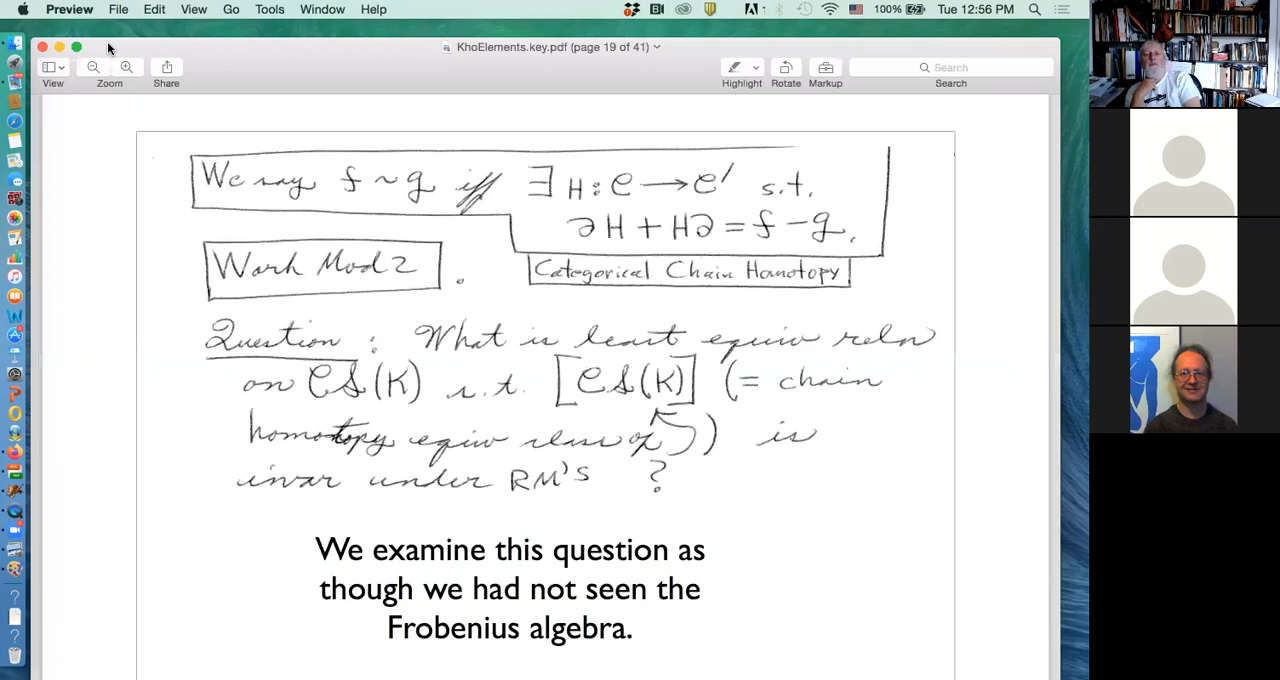 Preview File Edit View Go Tools Window Help 100% Tue 12:56 PM
KhoElements.key.pdf (page 19 of 41)
View Zoom Share Highlight Rotate Markup Search
Search
We say f ~ g iff ∃ H : C → C' s.t.
∂H + H∂ = f - g.
Work Mod 2 .
Categorical Chain Homotopy
Question : What is least equiv reln
on CS(K) s.t. [CS(K)] (= chain
homotopy equiv class of ) is
invar under RM's ?
We examine this question as
though we had not seen the
Frobenius algebra.